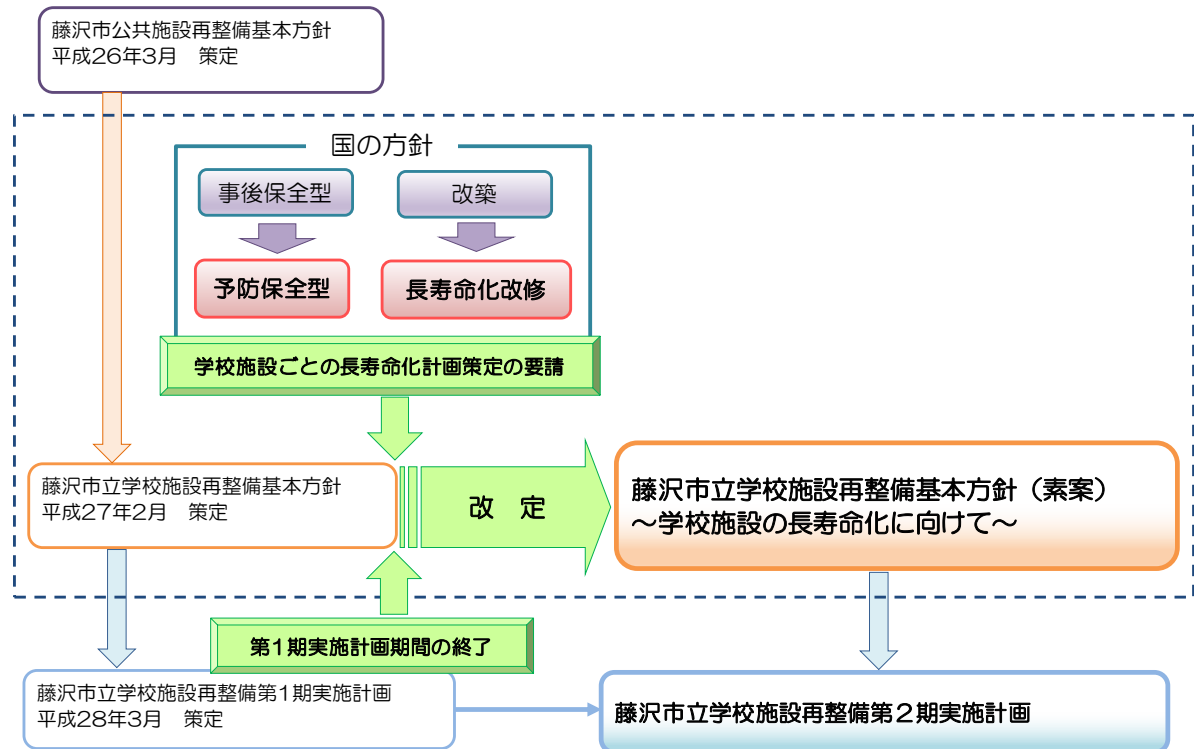 藤沢市公共施設再整備基本方針
平成26年3月　策定
国の方針
事後保全型
改築
予防保全型
長寿命化改修
学校施設ごとの長寿命化計画策定の要請
藤沢市立学校施設再整備基本方針
平成27年2月　策定
改　定
藤沢市立学校施設再整備基本方針（素案）
～学校施設の長寿命化に向けて～
第１期実施計画期間の終了
藤沢市立学校施設再整備第1期実施計画
平成28年3月　策定
藤沢市立学校施設再整備第２期実施計画